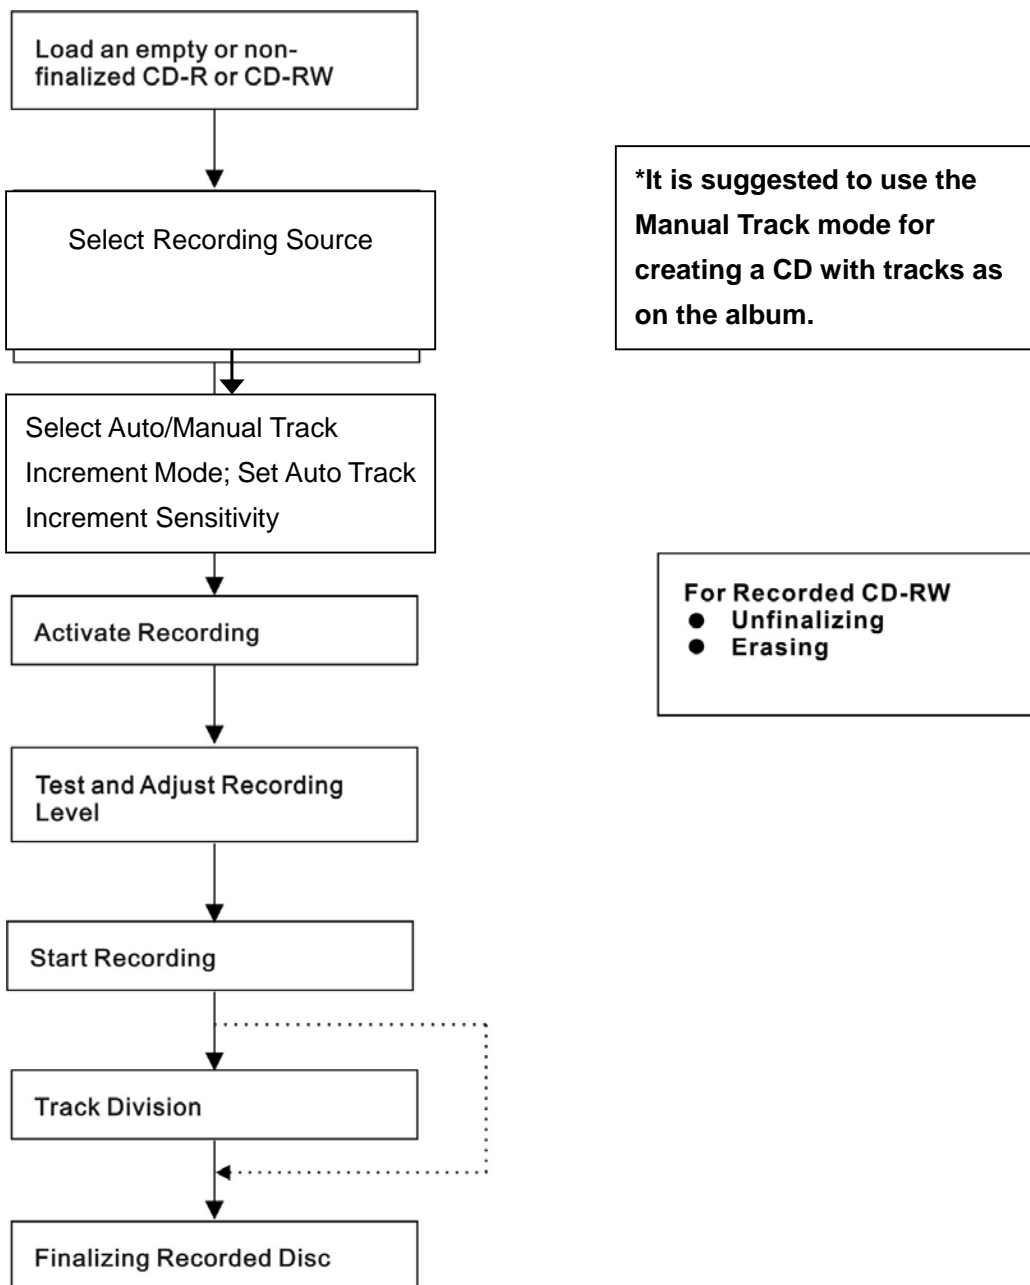 Load an empty or non-
finalized CD-R or CD-RW
Select Recording Source
*It is suggested to use the
Manual Track mode for
creating a CD with tracks as
on the album.
Select Auto/Manual Track
Increment Mode; Set Auto Track
Increment Sensitivity
Activate Recording
For Recorded CD-RW
● Unfinalizing
● Erasing
Test and Adjust Recording
Level
Start Recording
Track Division
Finalizing Recorded Disc